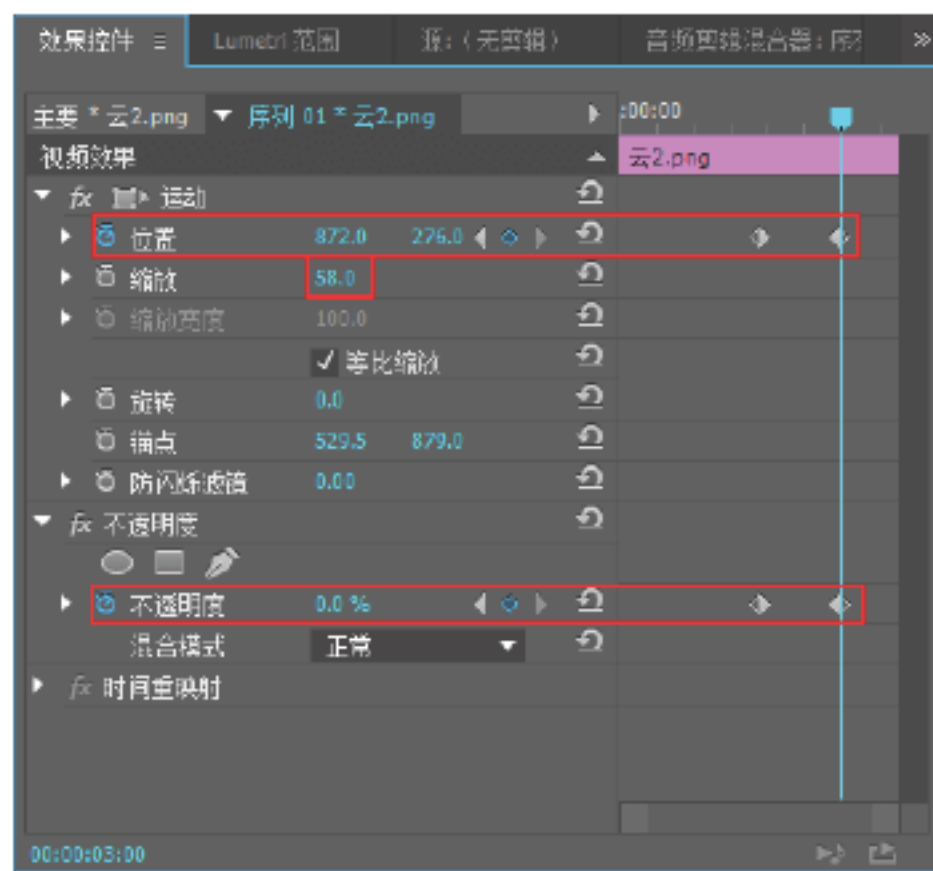 效果控件 Lumetri 范围 源:(无剪辑) 音频剪辑混合器:序
主要 * 云2.png 序列 01 * 云2.png :00:00
视频效果 云2.png
fx 运动
位置 872.0 276.0
缩放 58.0
缩放宽度 100.0
等比缩放
旋转 0.0
锚点 529.5 879.0
防闪烁滤镜 0.00
fx 不透明度
不透明度 0.0 %
混合模式 正常
fx 时间重映射
00:00:03:00